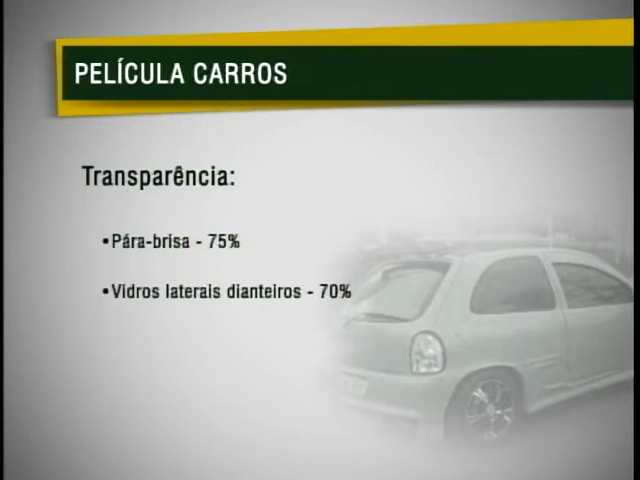 PELÍCULA CARROS
Transparência:
•Pára-brisa - 75%
•Vidros laterais dianteiros - 70%